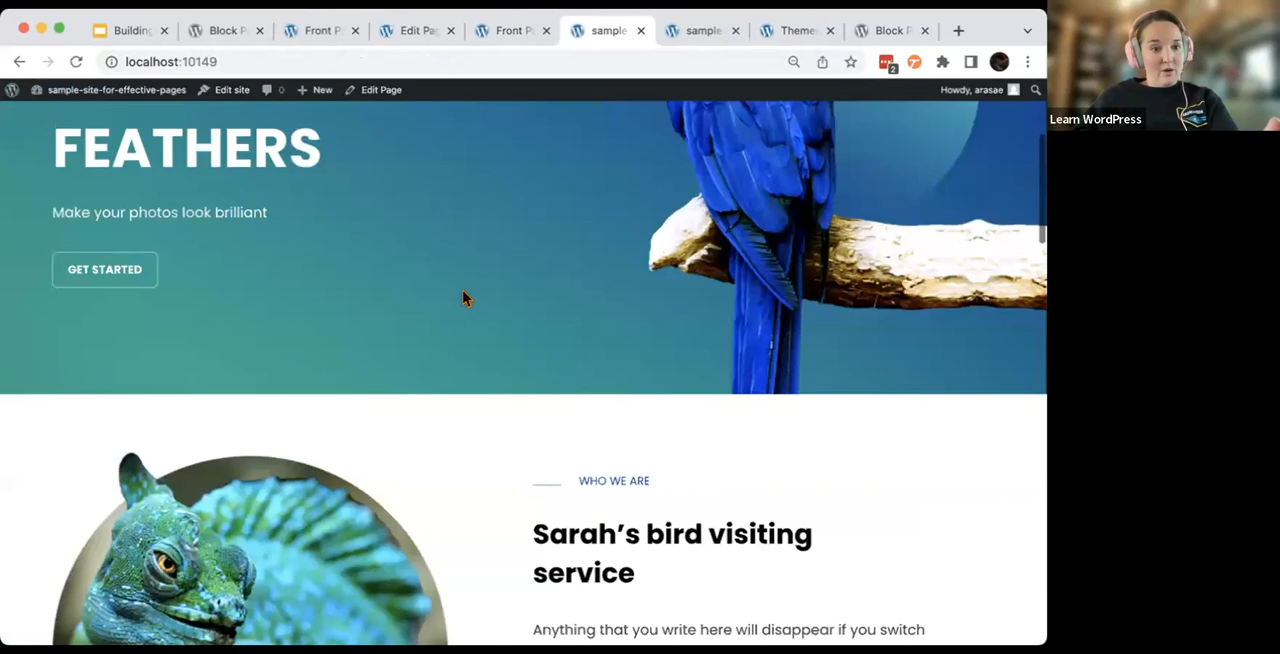 Building
Block P
Front P
Edit Pa
Front P
sample
sample
Theme
Block P
localhost:10149
2
sample-site-for-effective-pages
Edit site
0
New
Edit Page
Howdy, arasae
Learn WordPress
FEATHERS
Make your photos look brilliant
GET STARTED
WHO WE ARE
Sarah’s bird visiting
service
Anything that you write here will disappear if you switch